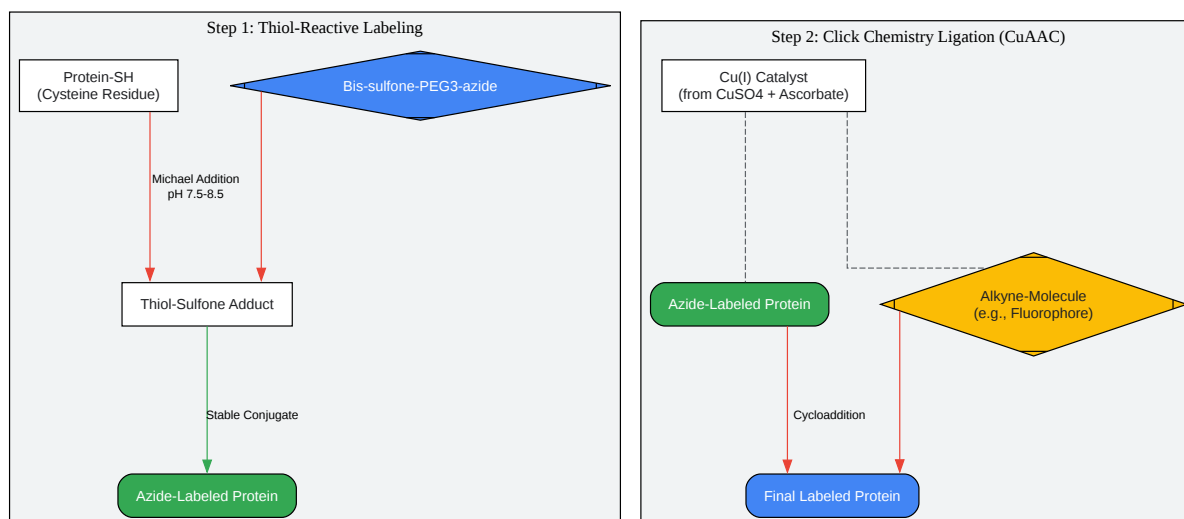 Step 1: Thiol-Reactive Labeling
Protein-SH
(Cysteine Residue)
Bis-sulfone-PEG3-azide
Michael Addition
pH 7.5-8.5
Thiol-Sulfone Adduct
Stable Conjugate
Azide-Labeled Protein
Step 2: Click Chemistry Ligation (CuAAC)
Cu(I) Catalyst
(from CuSO4 + Ascorbate)
Azide-Labeled Protein
Alkyne-Molecule
(e.g., Fluorophore)
Cycloaddition
Final Labeled Protein